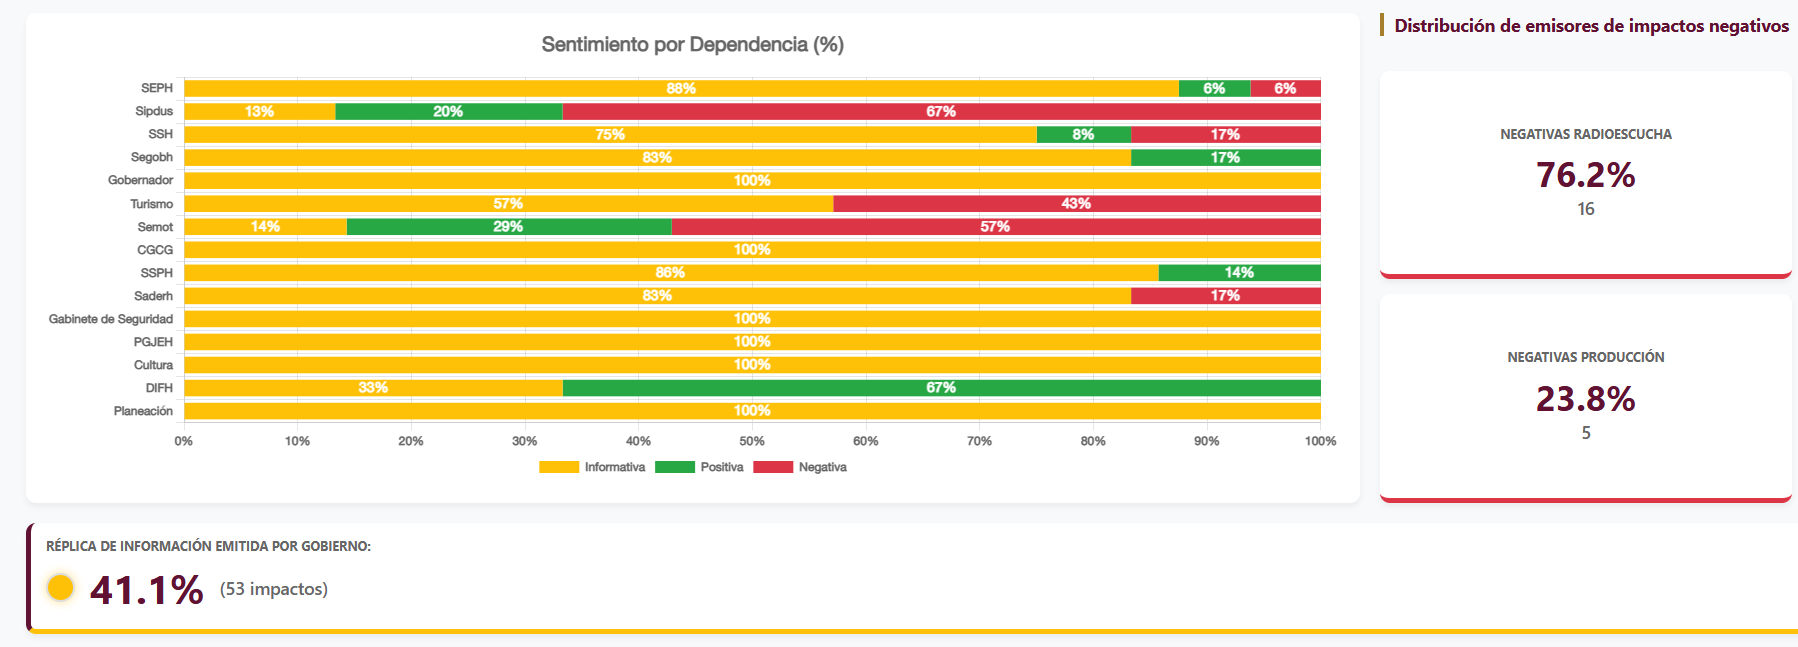 Sentimiento por Dependencia (%)
SEPH 88% 6% 6%
Sipdus 13% 20% 67%
SSH 75% 8% 17%
Segobh 83% 17%
Gobernador 100%
Turismo 57% 43%
Semot 14% 29% 57%
CGCG 100%
SSPH 86% 14%
Saderh 83% 17%
Gabinete de Seguridad 100%
PGJEH 100%
Cultura 100%
DIFH 33% 67%
Planeación 100%
0% 10% 20% 30% 40% 50% 60% 70% 80% 90% 100%
Informativa Positiva Negativa
Distribución de emisores de impactos negativos
NEGATIVAS RADIOESCUCHA
76.2%
16
NEGATIVAS PRODUCCIÓN
23.8%
5
RÉPLICA DE INFORMACIÓN EMITIDA POR GOBIERNO:
41.1% (53 impactos)